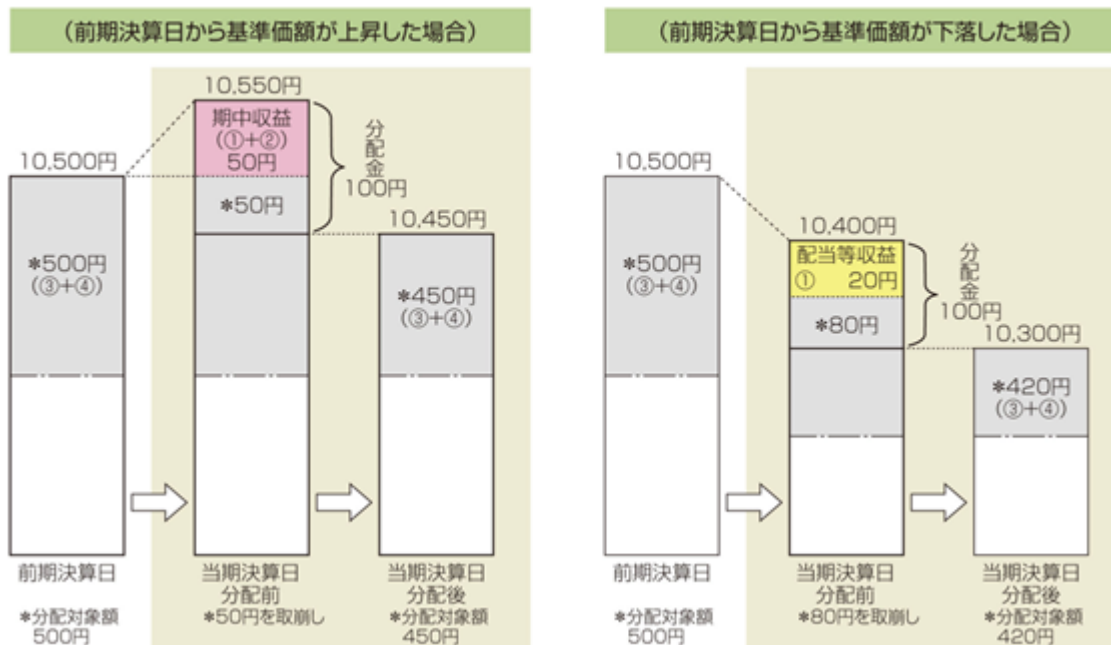 (前期決算日から基準価額が上昇した場合)
10,550円
期中収益
(①+②)
50円
*50円
分配金
100円
10,500円
*500円
(③+④)
10,450円
*450円
(③+④)
前期決算日
*分配対象額
500円
当期決算日
分配前
*50円を取崩し
当期決算日
分配後
*分配対象額
450円
(前期決算日から基準価額が下落した場合)
10,500円
*500円
(③+④)
10,400円
配当等収益
① 20円
*80円
分配金
100円
10,300円
*420円
(③+④)
前期決算日
*分配対象額
500円
当期決算日
分配前
*80円を取崩し
当期決算日
分配後
*分配対象額
420円